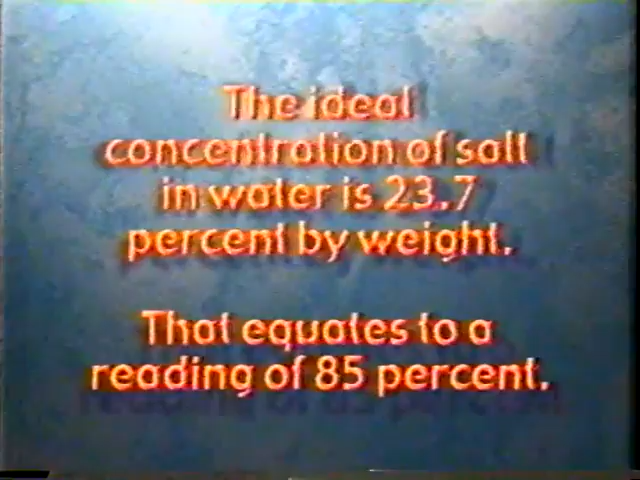 The ideal
concentration of salt
in water is 23.7
percent by weight.
That equates to a
reading of 85 percent.